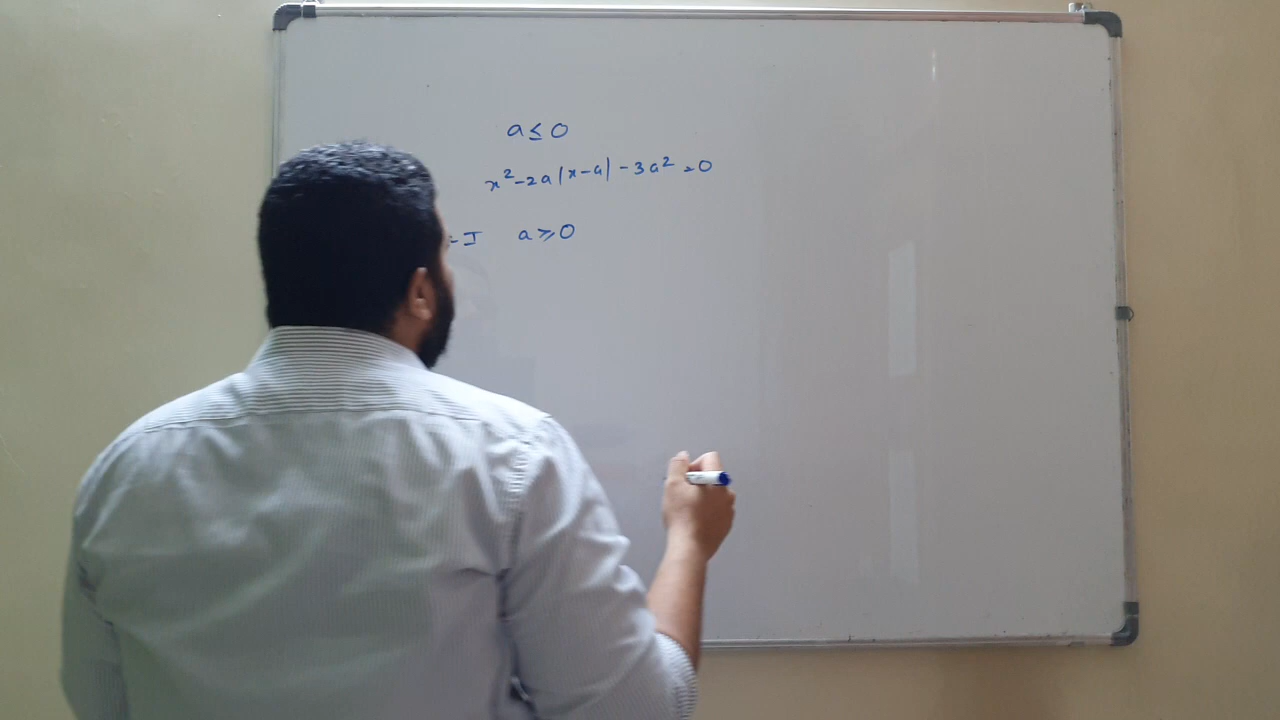 a ≤ 0
x² - 2a|x-a| - 3a² = 0
- I a ≥ 0